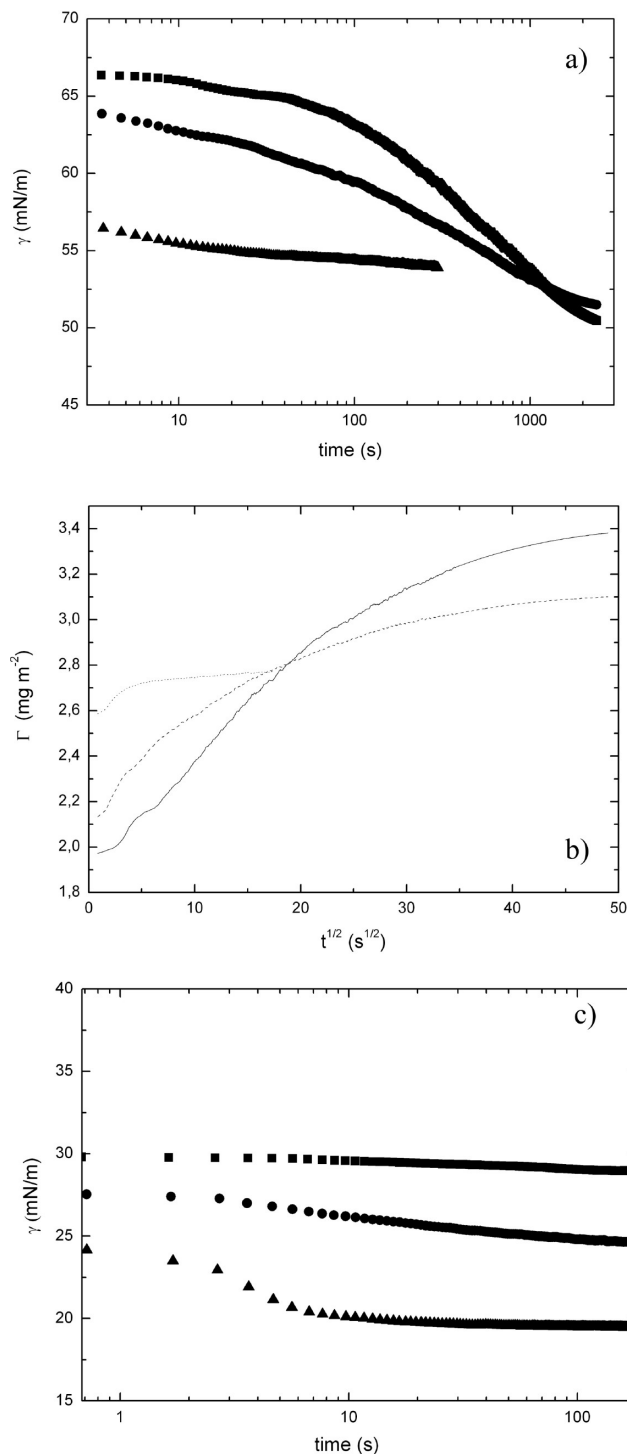 70
65
60
55
50
45
γ (mN/m)
a)
10 100 1000
time (s)
3,4
3,2
3,0
2,8
2,6
2,4
2,2
2,0
1,8
Γ (mg m⁻²)
b)
0 10 20 30 40 50
t^{1/2} (s^{1/2})
40
35
30
25
20
15
γ (mN/m)
c)
1 10 100
time (s)